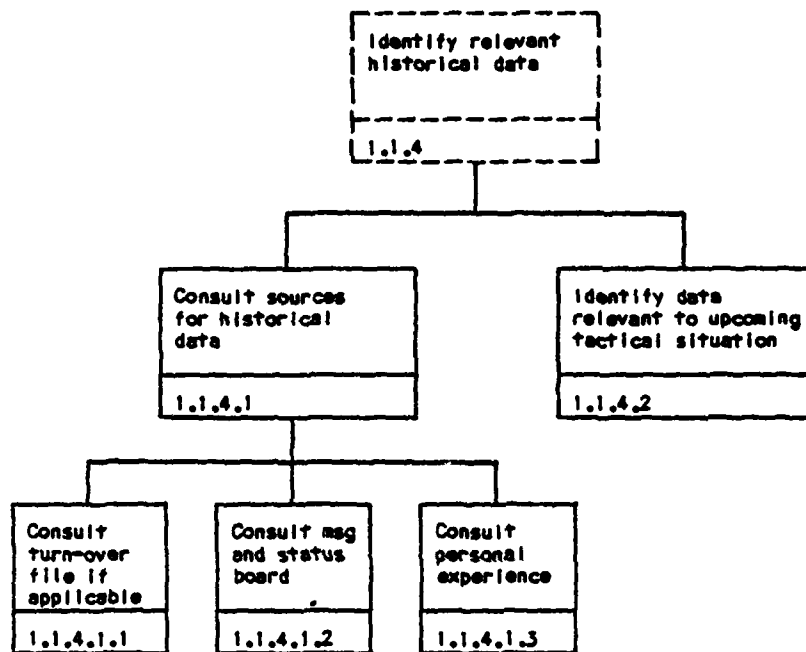 Identify relevant
historical data
1.1.4
Consult sources
for historical
data
1.1.4.1
Identify data
relevant to upcoming
tactical situation
1.1.4.2
Consult
turn-over
file if
applicable
1.1.4.1.1
Consult msg
and status
board
1.1.4.1.2
Consult
personal
experience
1.1.4.1.3